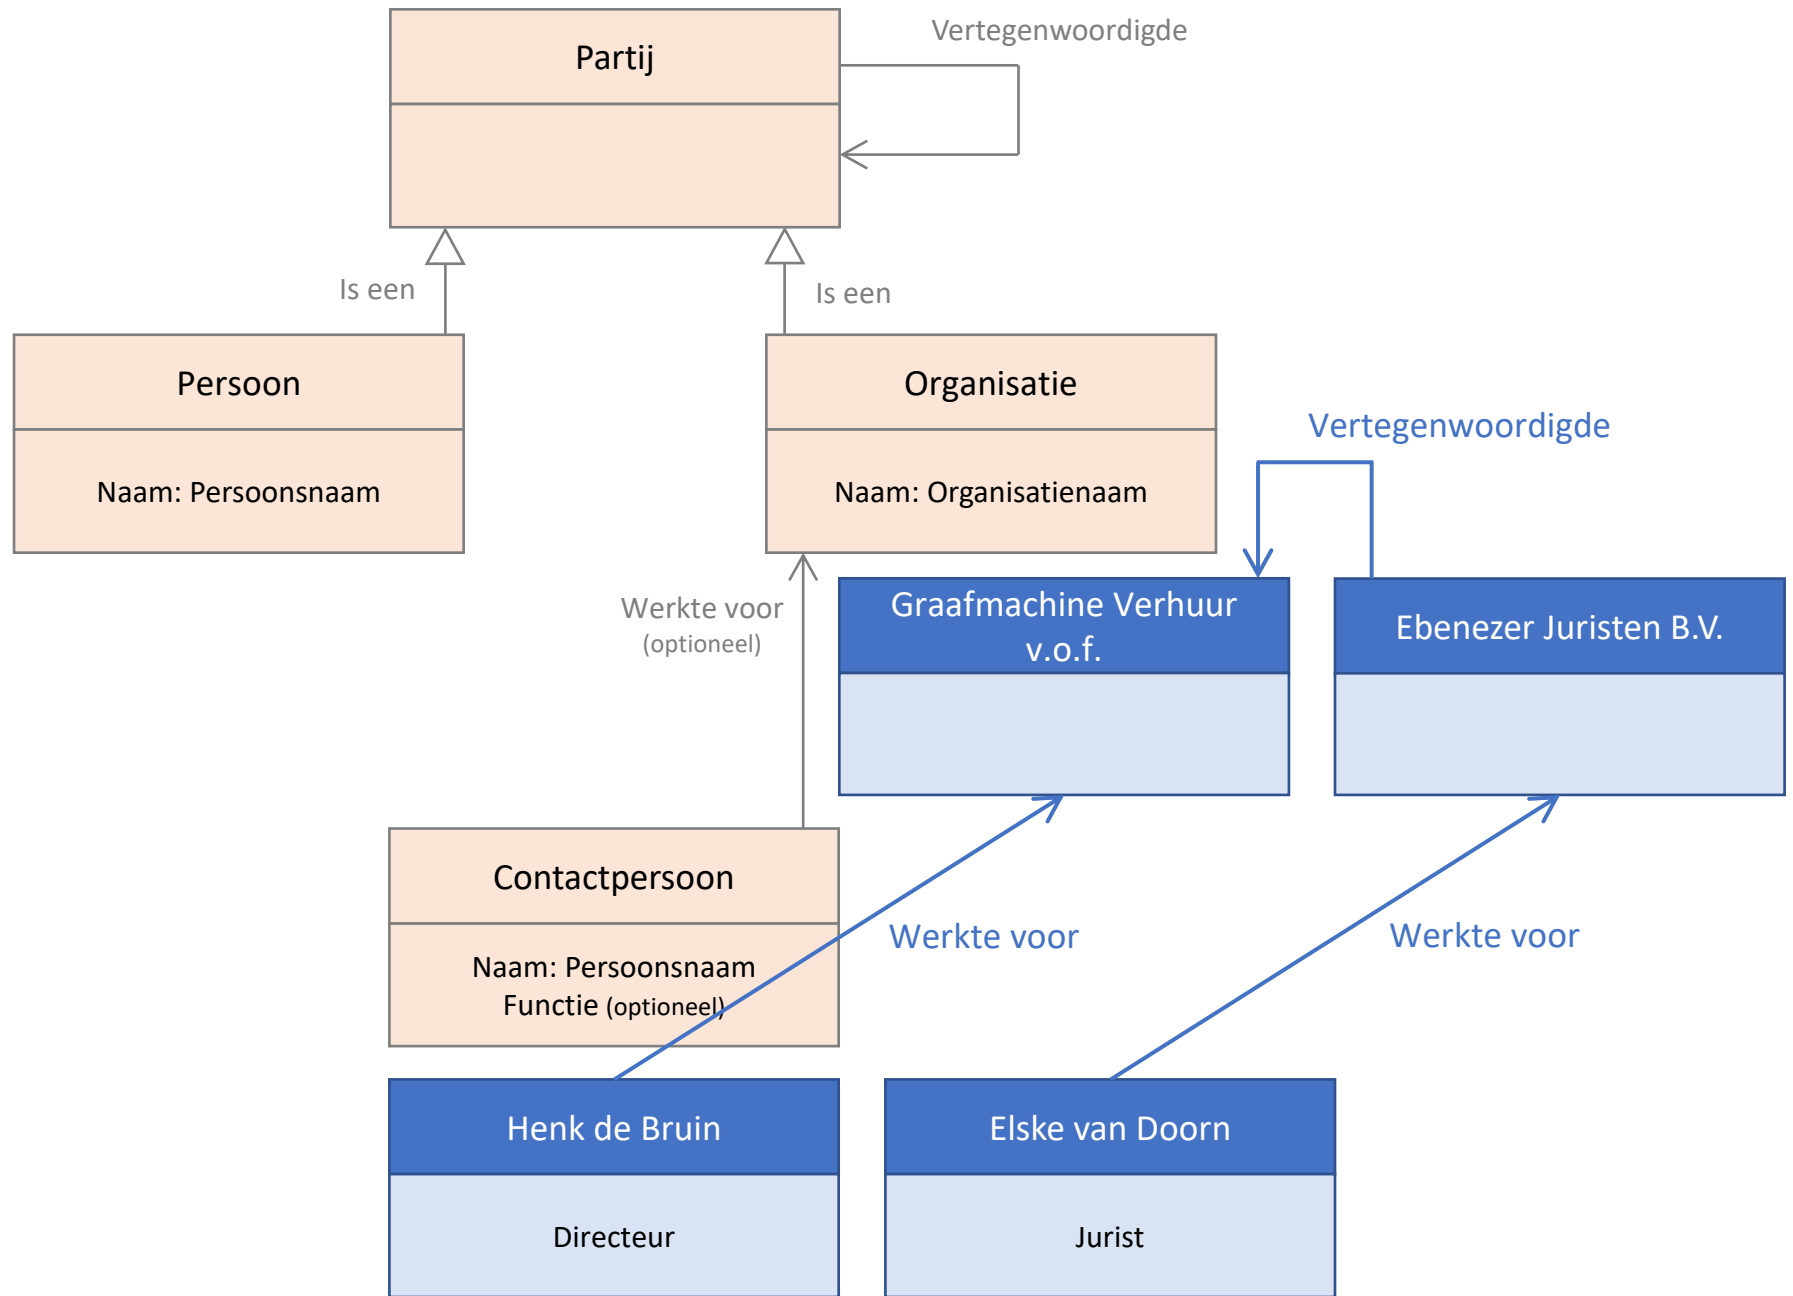 Vertegenwoordigde
Partij
Is een
Is een
Persoon
Organisatie
Naam: Persoonsnaam
Naam: Organisatienaam
Vertegenwoordigde
Werkte voor
(optioneel)
Graafmachine Verhuur
v.o.f.
Ebenezer Juristen B.V.
Contactpersoon
Naam: Persoonsnaam
Functie (optioneel)
Werkte voor
Werkte voor
Henk de Bruin
Elske van Doorn
Directeur
Jurist